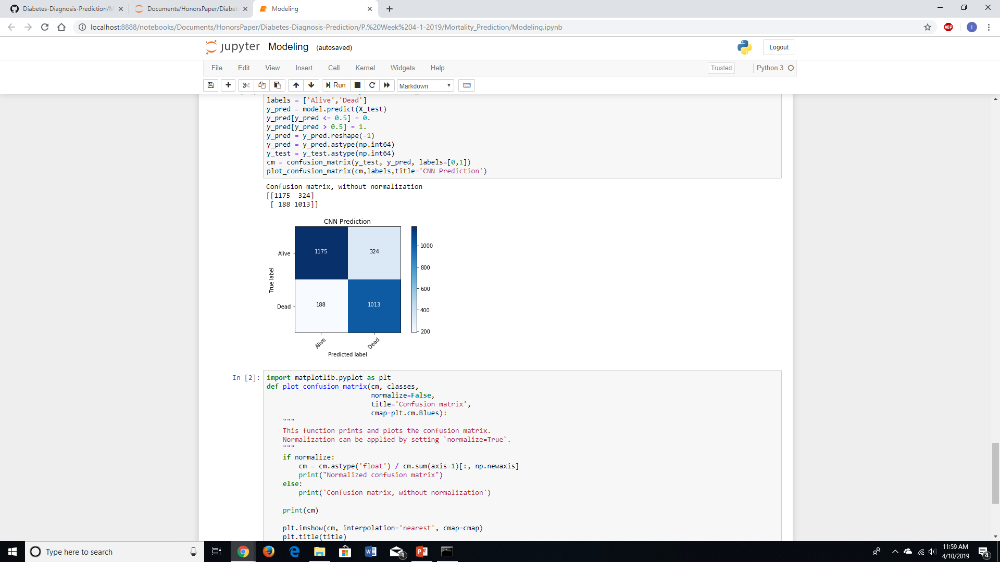 Diabetes-Diagnosis-Prediction/M
Documents/HonorsPaper/Diabet
Modeling
localhost:8888/notebooks/Documents/HonorsPaper/Diabetes-Diagnosis-Prediction/P.%20Week%204-1-2019/Mortality_Prediction/Modeling.ipynb
ABP
I
jupyter Modeling (autosaved)
Logout
File Edit View Insert Cell Kernel Widgets Help
Trusted
Python 3
Run
Markdown
labels = ['Alive','Dead']
y_pred = model.predict(X_test)
y_pred[y_pred <= 0.5] = 0.
y_pred[y_pred > 0.5] = 1.
y_pred = y_pred.reshape(-1)
y_pred = y_pred.astype(np.int64)
y_test = y_test.astype(np.int64)
cm = confusion_matrix(y_test, y_pred, labels=[0,1])
plot_confusion_matrix(cm,labels,title='CNN Prediction')
Confusion matrix, without normalization
[[1175  324]
 [ 188 1013]]
CNN Prediction
1175 324
188 1013
Alive
Dead
True label
Alive Dead
Predicted label
1000
800
600
400
200
In [2]:
import matplotlib.pyplot as plt
def plot_confusion_matrix(cm, classes,
                          normalize=False,
                          title='Confusion matrix',
                          cmap=plt.cm.Blues):
    """
    This function prints and plots the confusion matrix.
    Normalization can be applied by setting `normalize=True`.
    """
    if normalize:
        cm = cm.astype('float') / cm.sum(axis=1)[:, np.newaxis]
        print("Normalized confusion matrix")
    else:
        print('Confusion matrix, without normalization')
    print(cm)
    plt.imshow(cm, interpolation='nearest', cmap=cmap)
    plt.title(title)
Type here to search
1
11:59 AM
4/10/2019
4